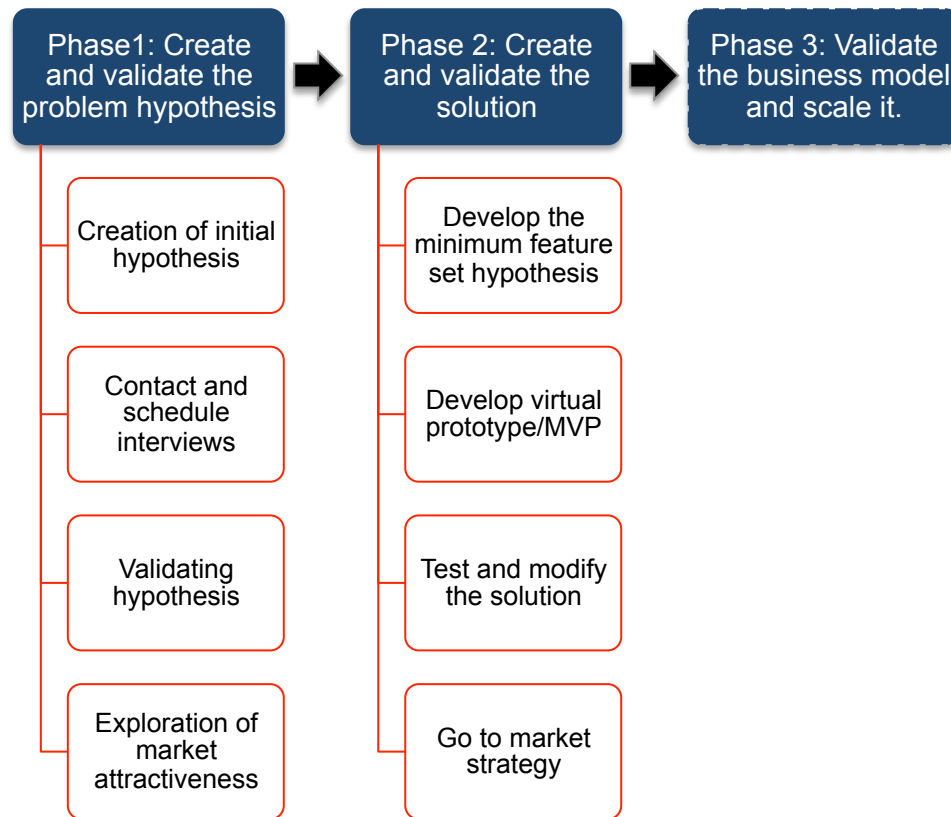 Phase1: Create
and validate the
problem hypothesis
Phase 2: Create
and validate the
solution
Phase 3: Validate
the business model
and scale it.
Creation of initial
hypothesis
Contact and
schedule
interviews
Validating
hypothesis
Exploration of
market
attractiveness
Develop the
minimum feature
set hypothesis
Develop virtual
prototype/MVP
Test and modify
the solution
Go to market
strategy